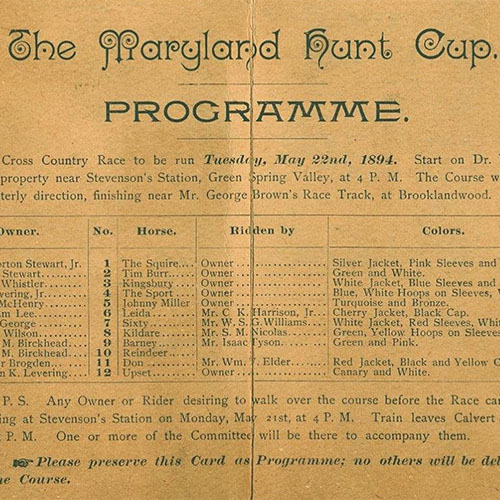 The Maryland Hunt Cup.
PROGRAMME.
Cross Country Race to be run Tuesday, May 22nd, 1894. Start on Dr.
property near Stevenson's Station, Green Spring Valley, at 4 P. M. The Course w
terly direction, finishing near Mr. George Brown's Race Track, at Brooklandwood.
Owner. No. Horse. Ridden by Colors.
orton Stewart, Jr. 1 The Squire.... Owner Silver Jacket, Pink Sleeves and
Stewart 2 Tim Burr.... Owner Green and White.
Whistler 3 Kingsbury Owner White Jacket, Blue Sleeves and
vering, Jr. 4 The Sport Owner Blue, White Hoops on Sleeves, W
McHenry 5 Johnny Miller Owner Turquoise and Bronze.
am Lee 6 Leida Mr. C. K. Harrison, Jr. Cherry Jacket, Black Cap.
George 7 Sixty Mr. W. S. G. Williams White Jacket, Red Sleeves, Whit
Wilson 8 Kildare Mr. S. M. Nicolas Green, Yellow Hoops on Sleeves
M. Birckhead 9 Barney Mr. Isaac Tyson. Green and Pink.
M. Birckhead 10 Reindeer
r Brogden 11 Don Mr. Wm. V. Elder Red Jacket, Black and Yellow C
n K. Levering 12 Upset Owner Canary and White.
P. S. Any Owner or Rider desiring to walk over the course before the Race can
ing at Stevenson's Station on Monday, May 21st, at 4 P. M. Train leaves Calvert
P. M. One or more of the Committee will be there to accompany them.
☞ Please preserve this Card as Programme; no others will be del
he Course.